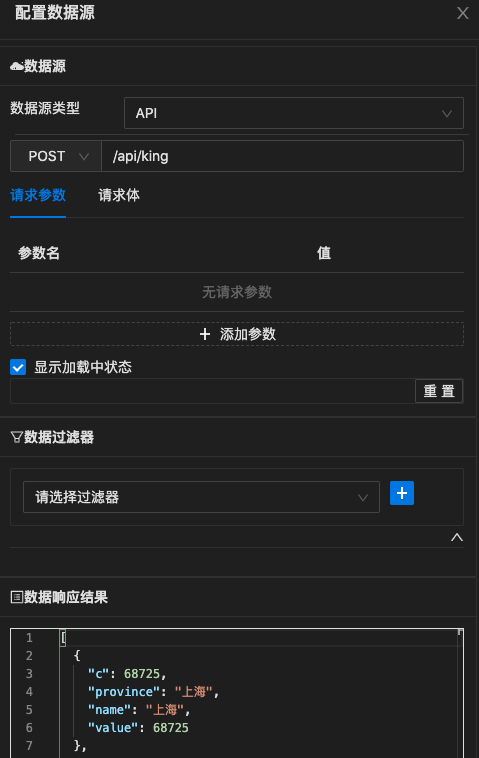 配置数据源
数据源
数据源类型 API
POST /api/king
请求参数 请求体
参数名 值
无请求参数
+ 添加参数
显示加载中状态
重 置
数据过滤器
请选择过滤器 +
数据响应结果
1 [
2 {
3 "c": 68725,
4 "province": "上海",
5 "name": "上海",
6 "value": 68725
7 },